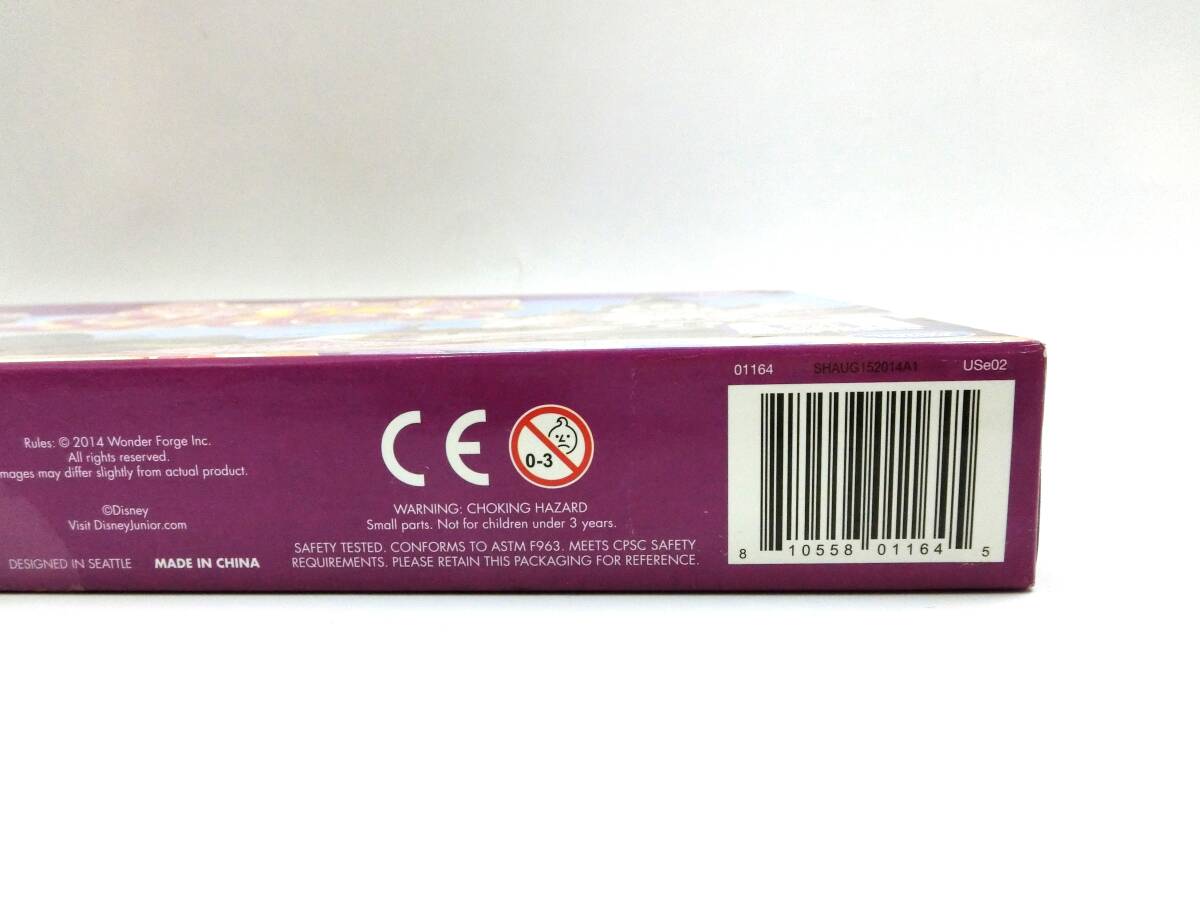 Rules: © 2014 Wonder Forge Inc.
All rights reserved.
mages may differ slightly from actual product.
©Disney
Visit DisneyJunior.com
DESIGNED IN SEATTLE MADE IN CHINA
CE
0-3
WARNING: CHOKING HAZARD
Small parts. Not for children under 3 years.
SAFETY TESTED. CONFORMS TO ASTM F963. MEETS CPSC SAFETY
REQUIREMENTS. PLEASE RETAIN THIS PACKAGING FOR REFERENCE.
01164 SHAUG152014A1 USe02
8 10558 01164 5